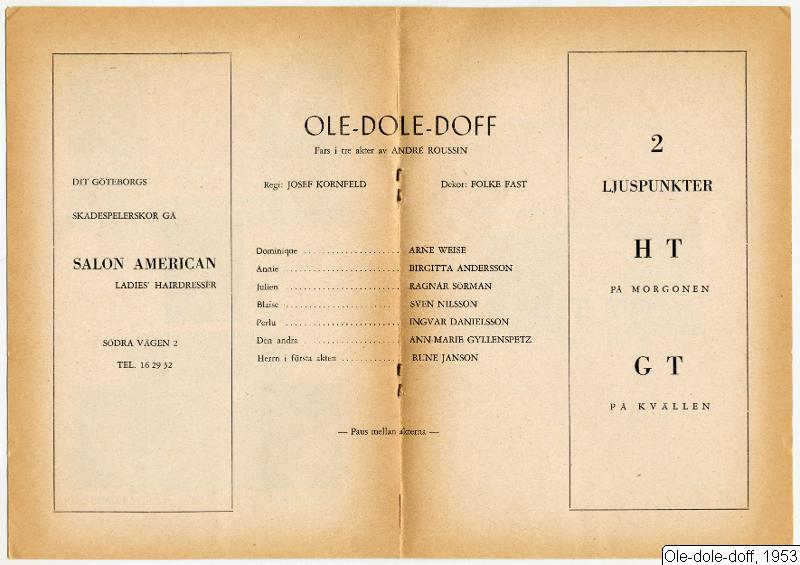 DIT GÖTEBORGS
SKÅDESPELERSKOR GÅ
SALON AMERICAN
LADIES' HAIRDRESSER
SÖDRA VÄGEN 2
TEL. 16 29 32
OLE-DOLE-DOFF
Fars i tre akter av ANDRÉ ROUSSIN
Regi: JOSEF KORNFELD Dekor: FOLKE FAST
Dominique . . . . . . . . . . . . . . . . . . . . . ARNE WEISE
Annie . . . . . . . . . . . . . . . . . . . . . . . . . BIRGITTA ANDERSSON
Julien . . . . . . . . . . . . . . . . . . . . . . . . . RAGNAR SÖRMAN
Blaise . . . . . . . . . . . . . . . . . . . . . . . . . SVEN NILSSON
Perlu . . . . . . . . . . . . . . . . . . . . . . . . . INGVAR DANIELSSON
Den andra . . . . . . . . . . . . . . . . . . . . . ANN-MARIE GYLLENSPETZ
Herrn i första akten . . . . . . . . . . . . . RUNE JANSON
— Paus mellan akterna —
2
LJUSPUNKTER
H T
PÅ MORGONEN
G T
PÅ KVÄLLEN
Ole-dole-doff, 1953